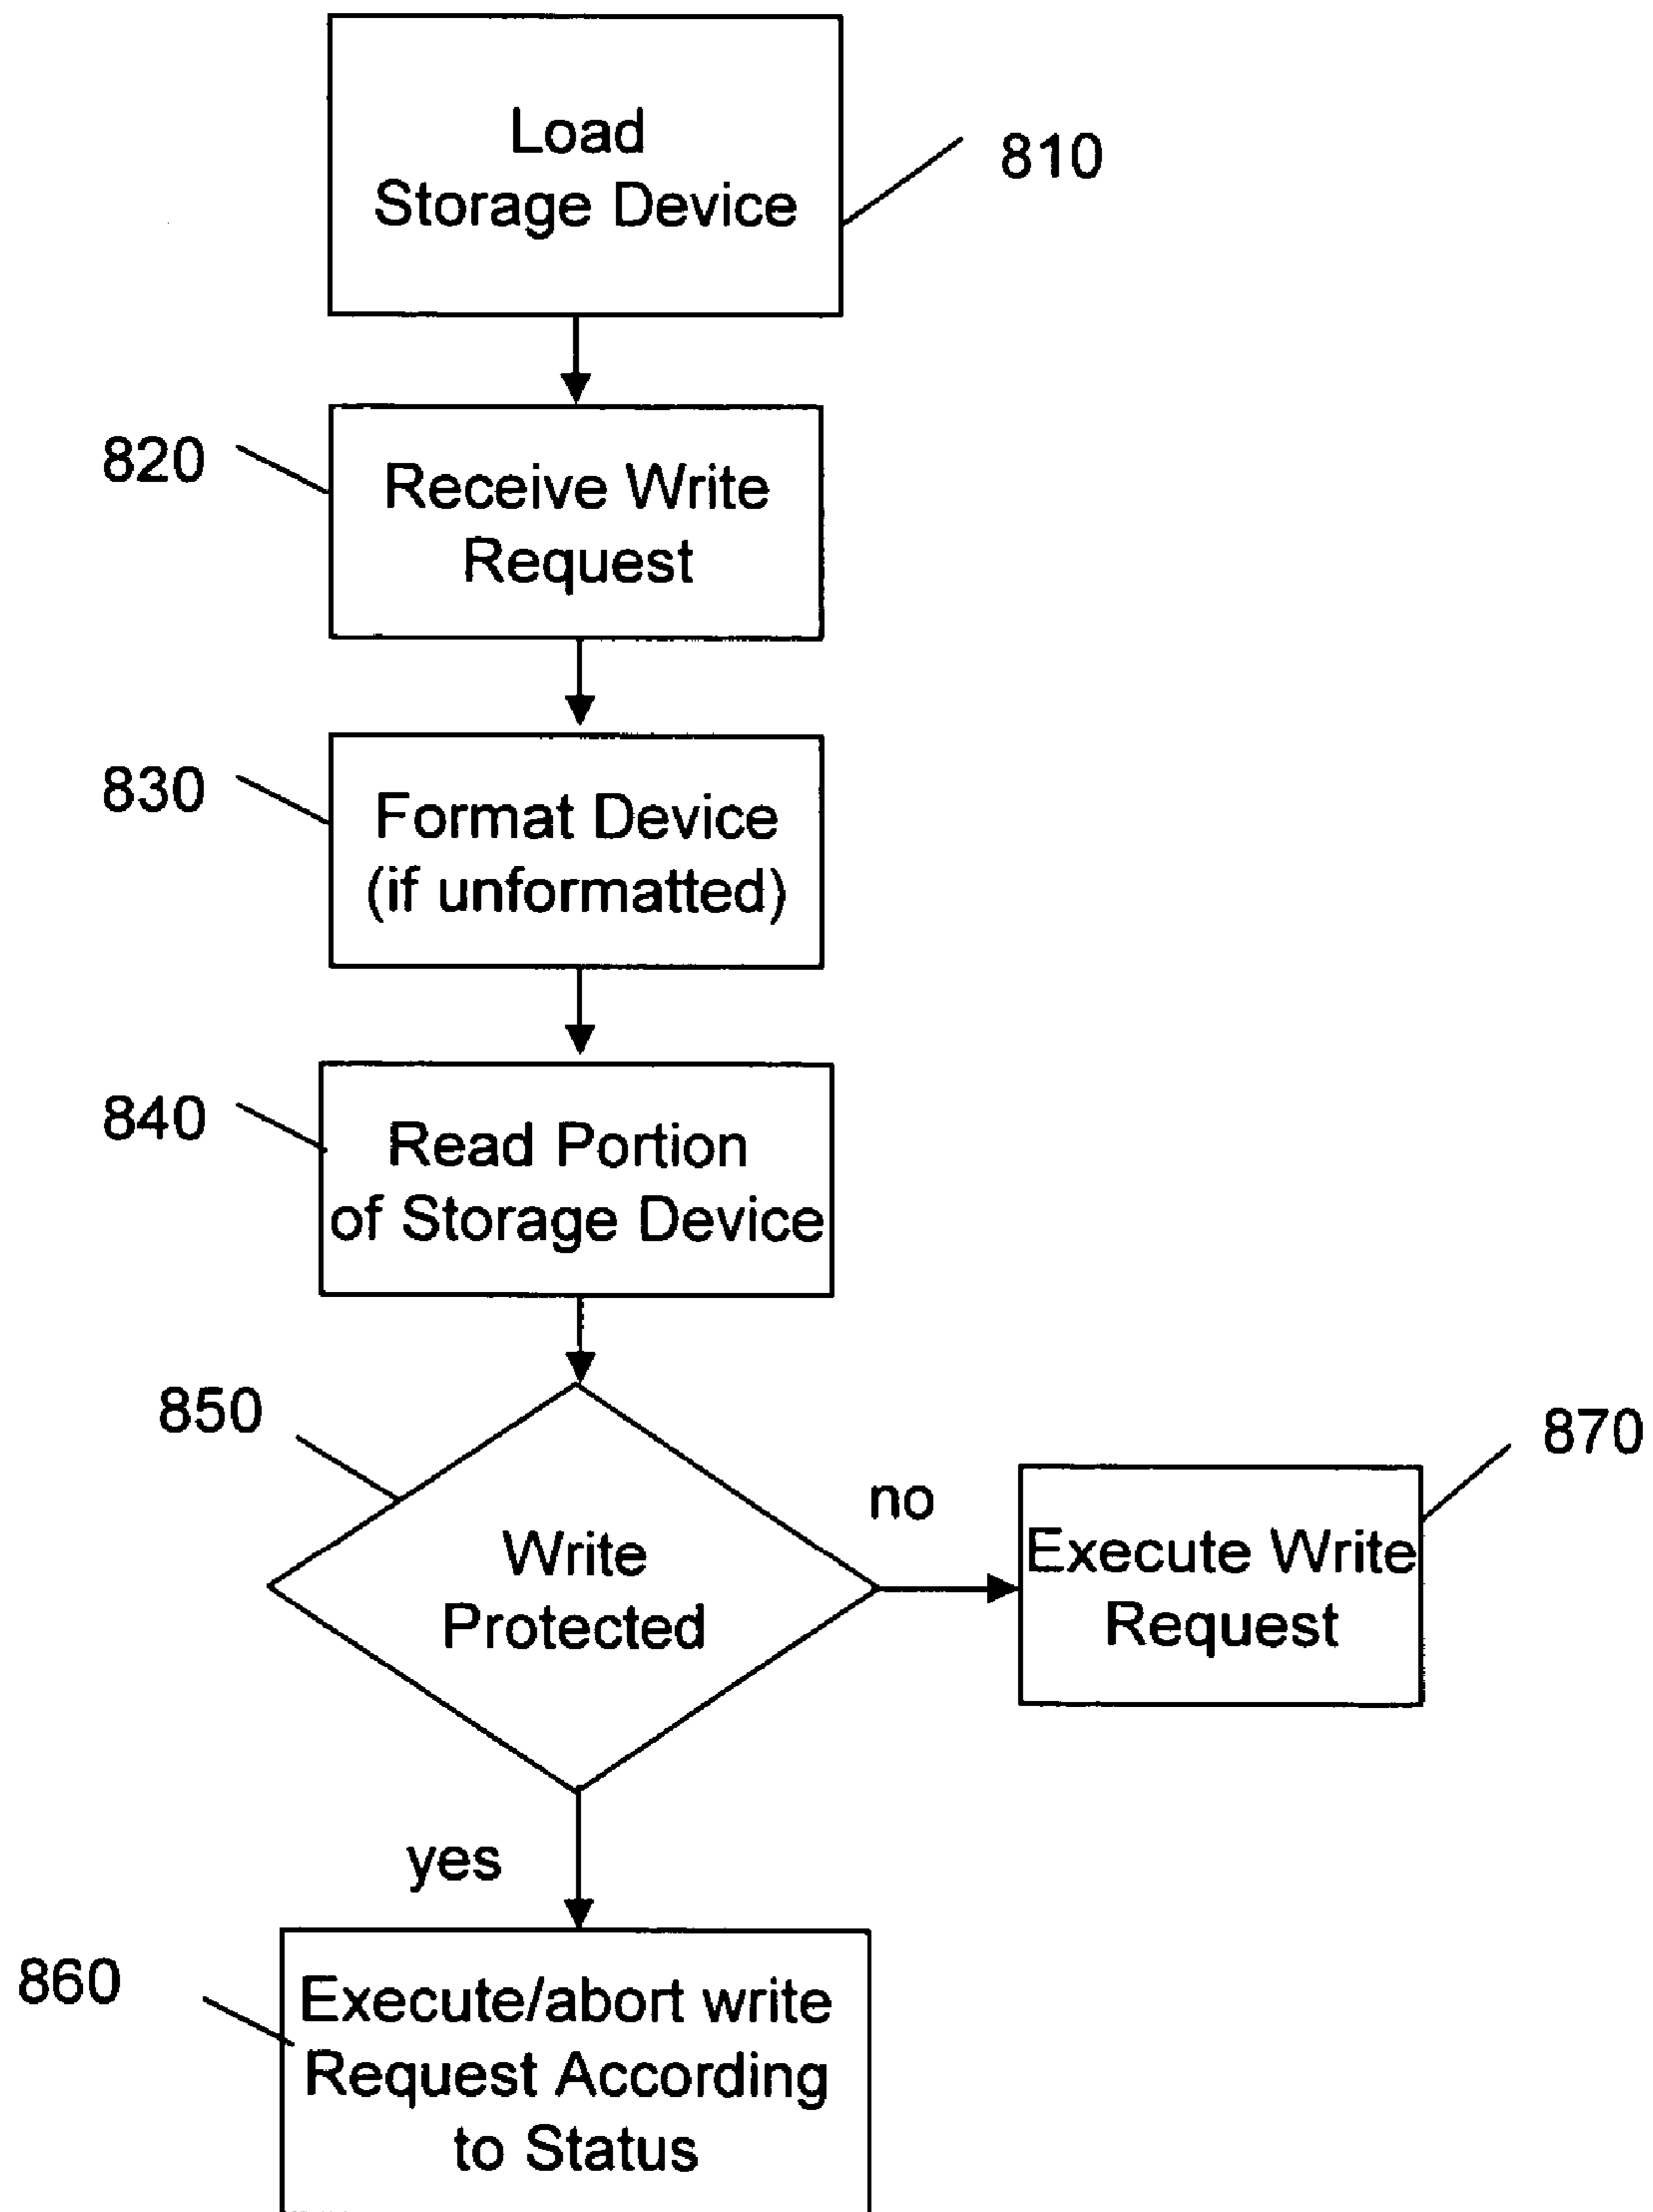 Load
Storage Device
810
820
Receive Write
Request
830
Format Device
(if unformatted)
840
Read Portion
of Storage Device
850
Write
Protected
no
870
Execute Write
Request
yes
860
Execute/abort write
Request According
to Status